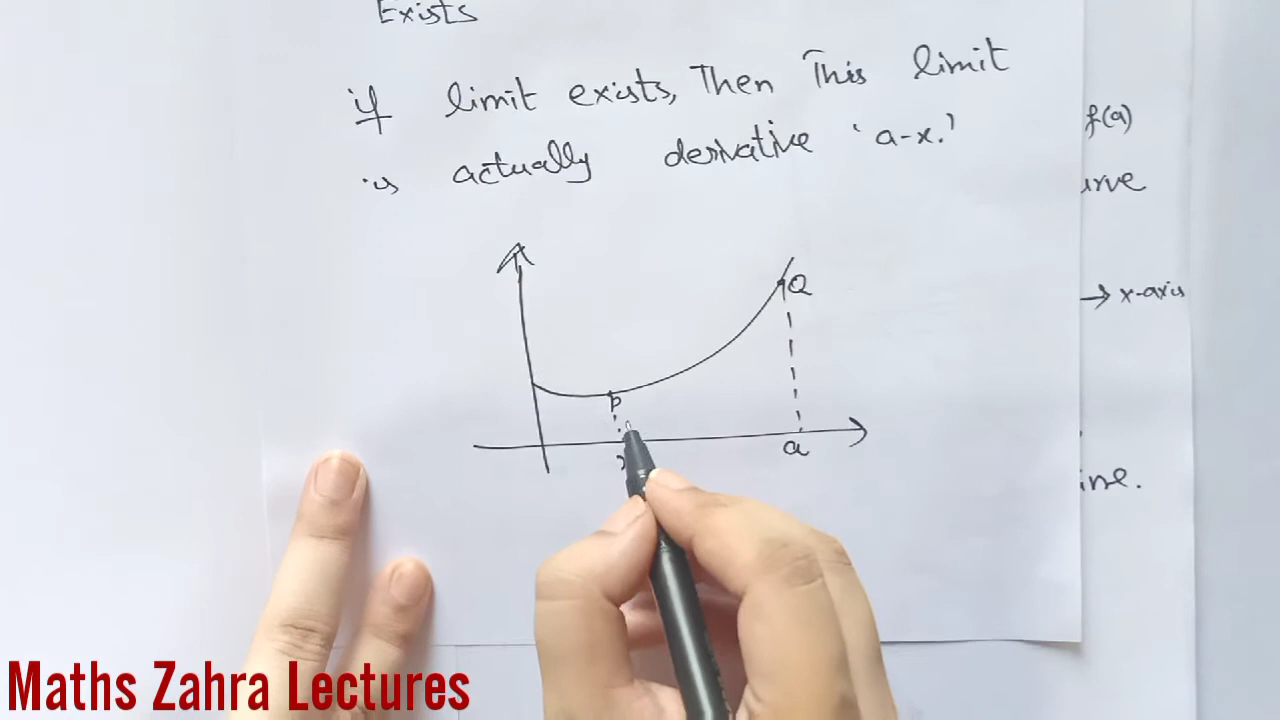 Exists
if limit exists, Then This limit
is actually derivative 'a-x.'
f(a)
urve
→ x-axis
ine.
Q
P
a
Maths Zahra Lectures